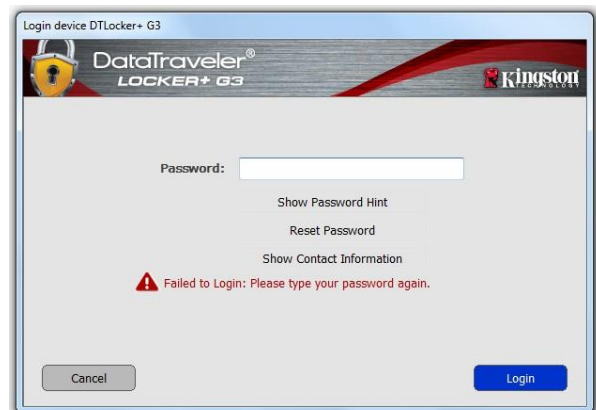 Login device DTLocker+ G3
DataTraveler®
LOCKER+ G3
Kingston
TECHNOLOGY
Password:
Show Password Hint
Reset Password
Show Contact Information
Failed to Login: Please type your password again.
Cancel
Login